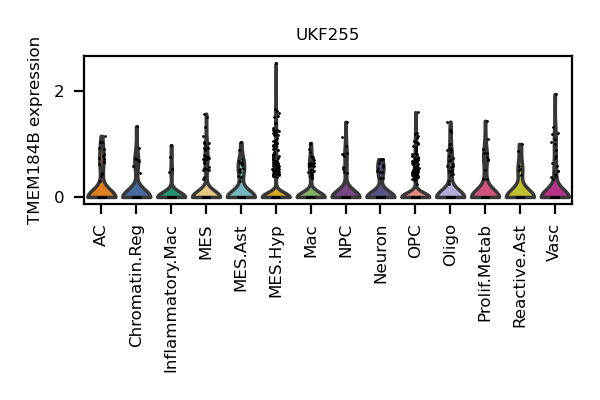 UKF255
TMEM184B expression
2
0
AC
Chromatin.Reg
Inflammatory.Mac
MES
MES.Ast
MES.Hyp
Mac
NPC
Neuron
OPC
Oligo
Prolif.Metab
Reactive.Ast
Vasc